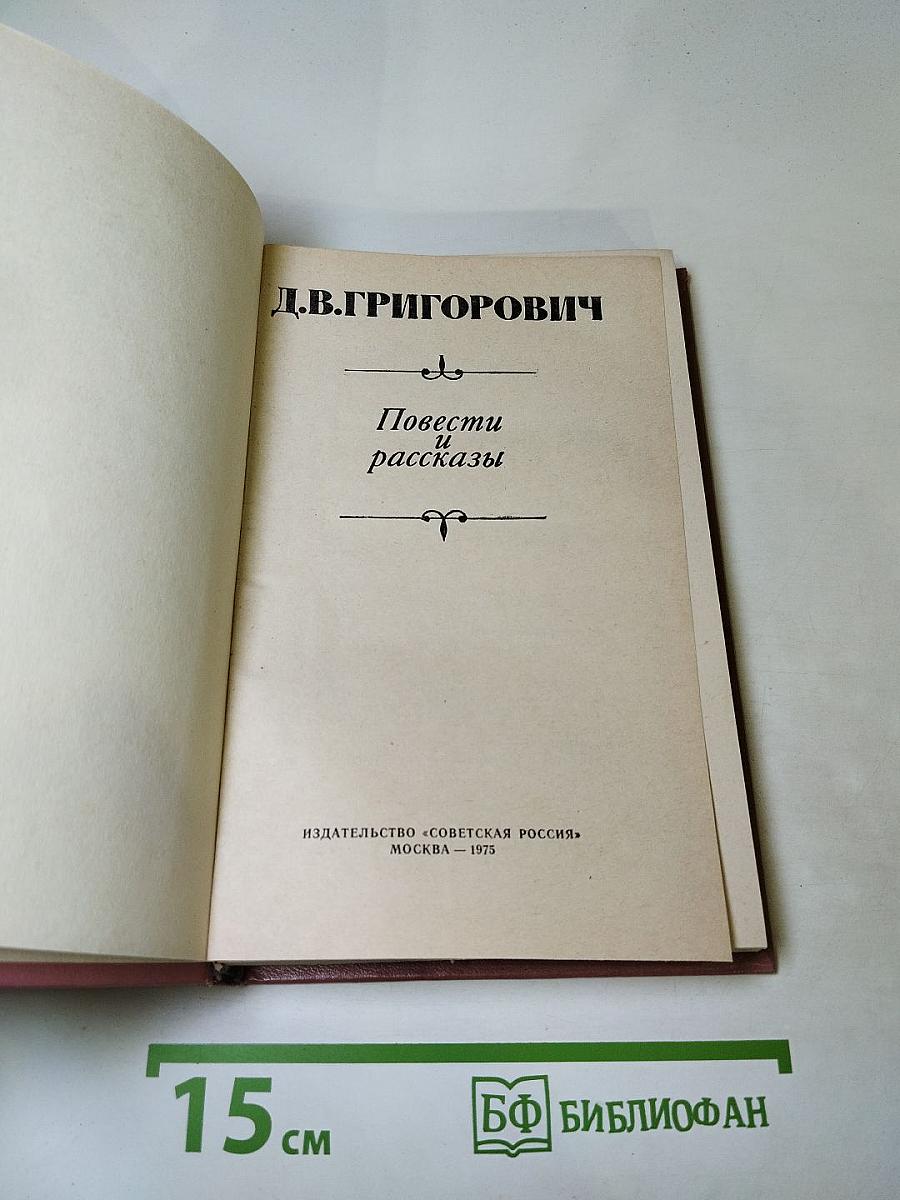 Д.В.ГРИГОРОВИЧ
Повести
и
рассказы
ИЗДАТЕЛЬСТВО «СОВЕТСКАЯ РОССИЯ»
МОСКВА — 1975
15 см
БФ БИБЛИОФАН